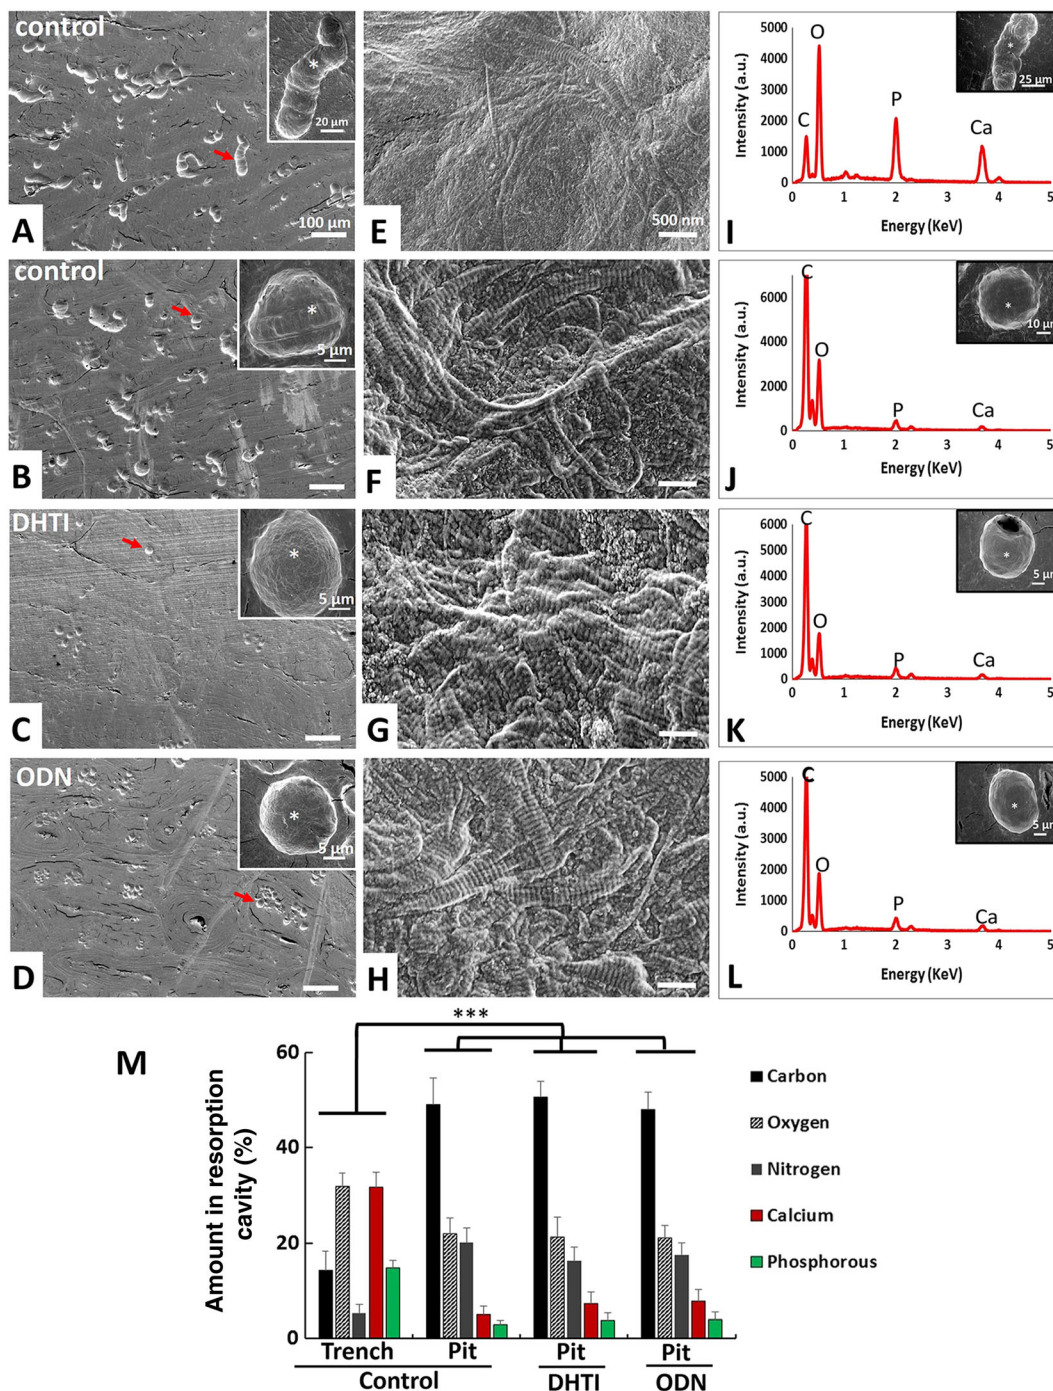 control
*
20 μm
A
100 μm
E
500 nm
5000
4000
3000
2000
1000
0
Intensity (a.u.)
C
O
P
Ca
*
25 μm
0 1 2 3 4 5
Energy (KeV)
I
control
*
5 μm
B
F
6000
4000
2000
0
Intensity (a.u.)
C
O
P
Ca
*
10 μm
0 1 2 3 4 5
Energy (KeV)
J
DHTI
*
5 μm
C
G
6000
5000
4000
3000
2000
1000
0
Intensity (a.u.)
C
O
P
Ca
*
5 μm
0 1 2 3 4 5
Energy (KeV)
K
ODN
*
5 μm
D
H
5000
4000
3000
2000
1000
0
Intensity (a.u.)
C
O
P
Ca
*
5 μm
0 1 2 3 4 5
Energy (KeV)
L
M
***
60
40
20
0
Amount in resorption
cavity (%)
Trench Pit Pit Pit
Control DHTI ODN
Carbon
Oxygen
Nitrogen
Calcium
Phosphorous